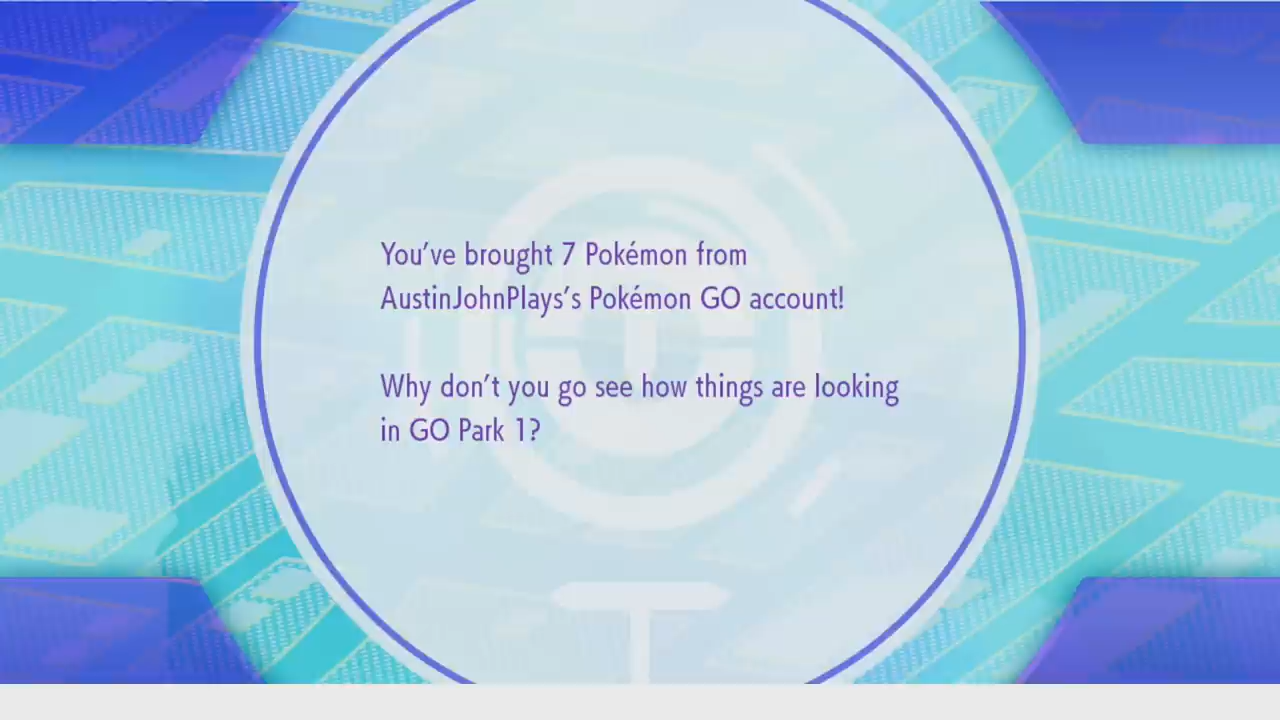 You’ve brought 7 Pokémon from
AustinJohnPlays’s Pokémon GO account!
Why don’t you go see how things are looking
in GO Park 1?